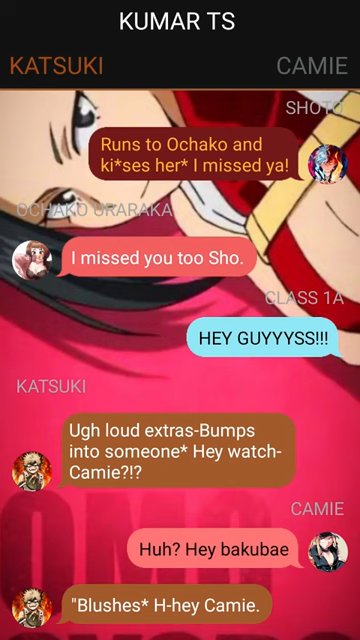 KUMAR TS
KATSUKI
CAMIE
SHOTO
Runs to Ochako and
ki*ses her* I missed ya!
OCHAKO URARAKA
I missed you too Sho.
CLASS 1A
HEY GUYYYSS!!!
KATSUKI
Ugh loud extras-Bumps
into someone* Hey watch-
Camie?!?
CAMIE
Huh? Hey bakubae
"Blushes* H-hey Camie.